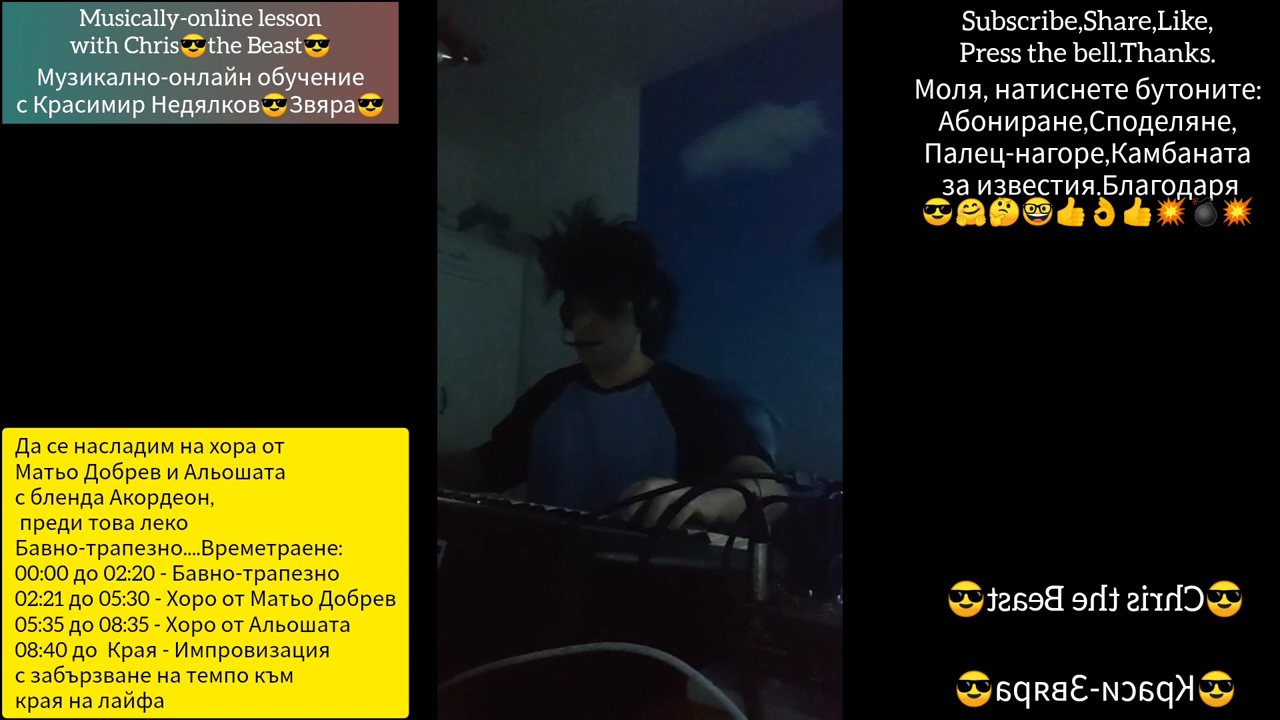 Musically-online lesson
with Chris😎the Beast😎
Музикално-онлайн обучение
с Красимир Недялков😎Звяра😎
Subscribe,Share,Like,
Press the bell.Thanks.
Моля, натиснете бутоните:
Абониране,Споделяне,
Палец-нагоре,Камбаната
за известия.Благодаря
😎🤗🤔🤓👍👌👍💥💣💥
Да се насладим на хора от
Матьо Добрев и Альошата
с бленда Акордеон,
преди това леко
Бавно-трапезно....Времетраене:
00:00 до 02:20 - Бавно-трапезно
02:21 до 05:30 - Хоро от Матьо Добрев
05:35 до 08:35 - Хоро от Альошата
08:40 до Края - Импровизация
с забързване на темпо към
края на лайфа
😎Chris the Beast😎
😎Краси-Звяра😎